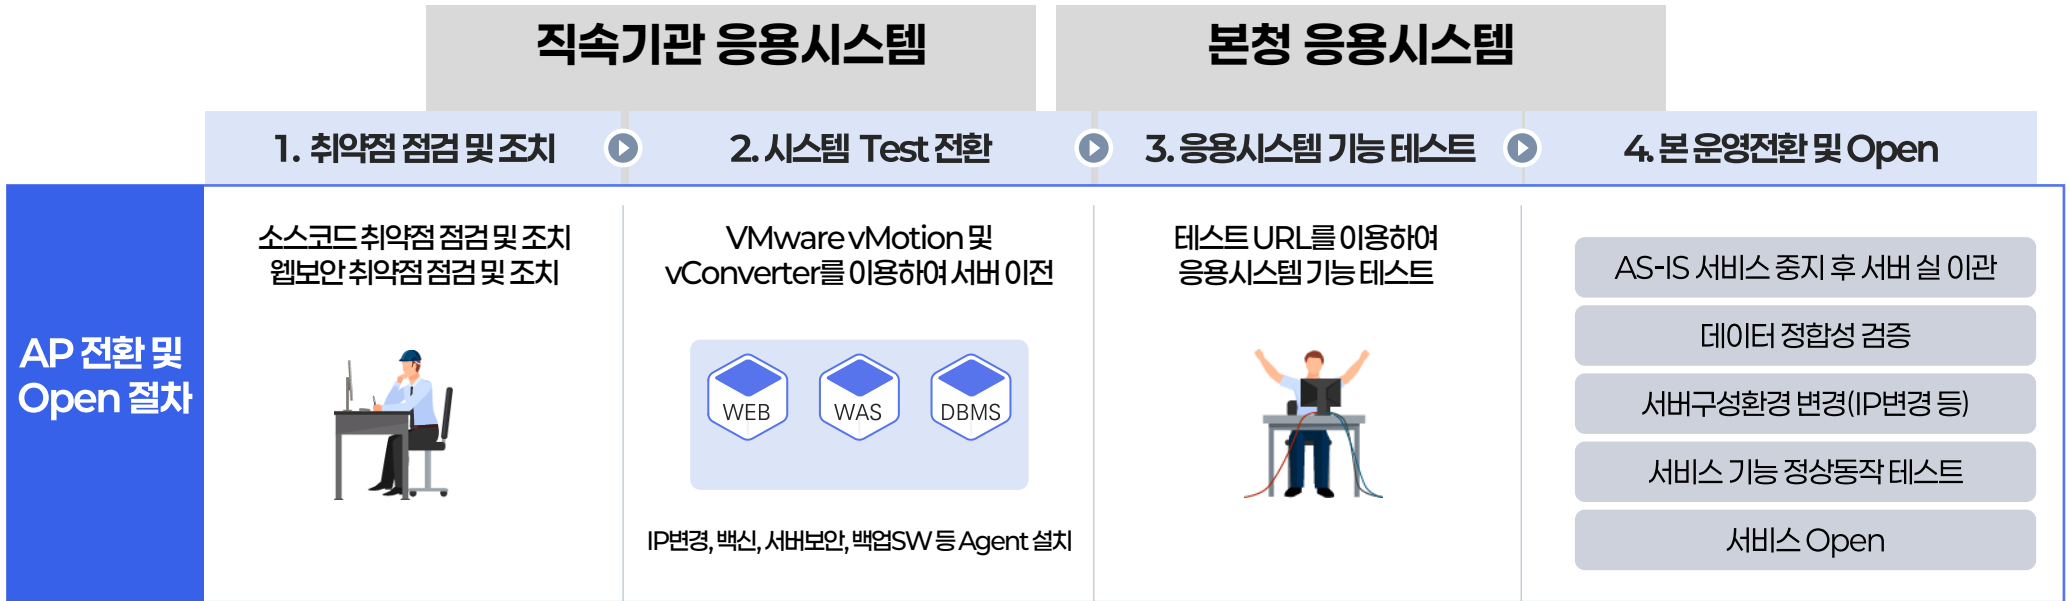 직속기관 응용시스템
본청 응용시스템
1. 취약점 점검 및 조치
2. 시스템 Test 전환
3. 응용시스템 기능 테스트
4. 본 운영전환 및 Open
AP 전환 및
Open 절차
소스코드 취약점 점검 및 조치
웹보안 취약점 점검 및 조치
VMware vMotion 및
vConverter를 이용하여 서버 이전
WEB
WAS
DBMS
IP변경, 백신, 서버보안, 백업SW 등 Agent 설치
테스트 URL를 이용하여
응용시스템 기능 테스트
AS-IS 서비스 중지 후 서버 실 이관
데이터 정합성 검증
서버구성환경 변경(IP변경 등)
서비스 기능 정상동작 테스트
서비스 Open